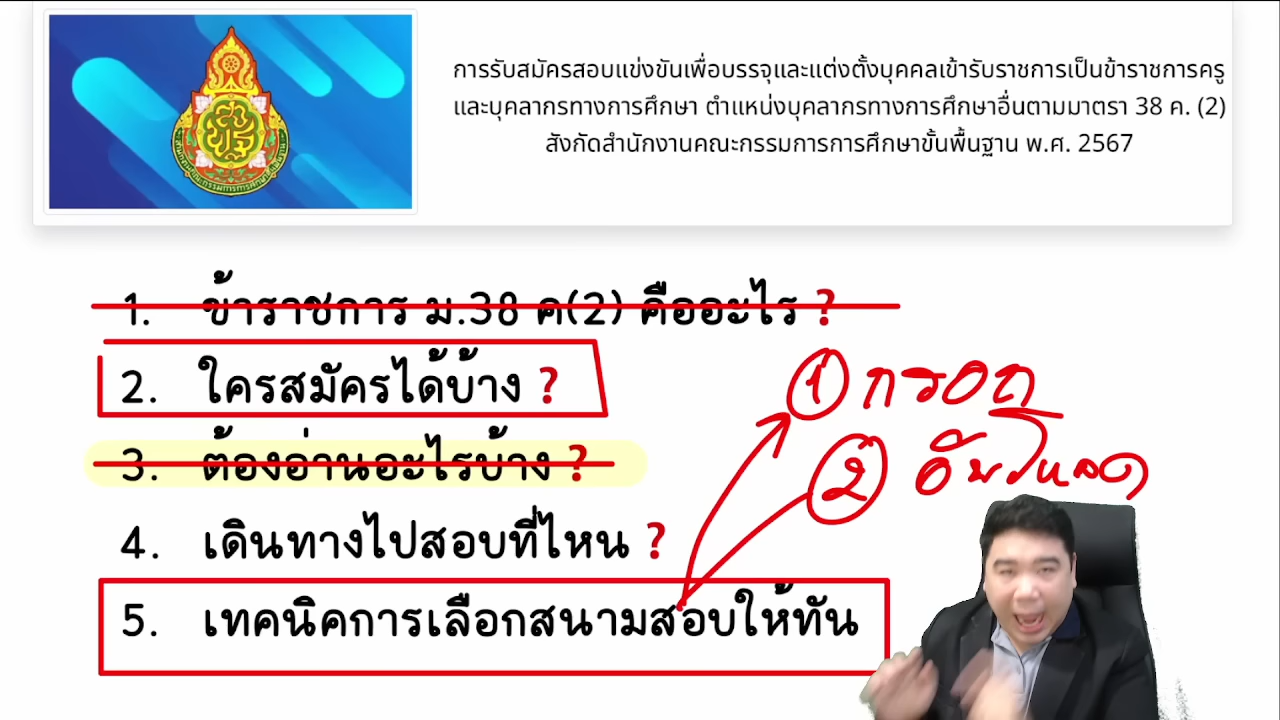 การรับสมัครสอบแข่งขันเพื่อบรรจุและแต่งตั้งบุคคลเข้ารับราชการเป็นข้าราชการครู
และบุคลากรทางการศึกษา ตำแหน่งบุคลากรทางการศึกษาอื่นตามมาตรา 38 ค. (2)
สังกัดสำนักงานคณะกรรมการการศึกษาขั้นพื้นฐาน พ.ศ. 2567
1. ข้าราชการ ม.38 ค(2) คืออะไร ?
2. ใครสมัครได้บ้าง ?
3. ต้องอ่านอะไรบ้าง ?
4. เดินทางไปสอบที่ไหน ?
5. เทคนิคการเลือกสนามสอบให้ทัน
① กรอก
② อัปโหลด